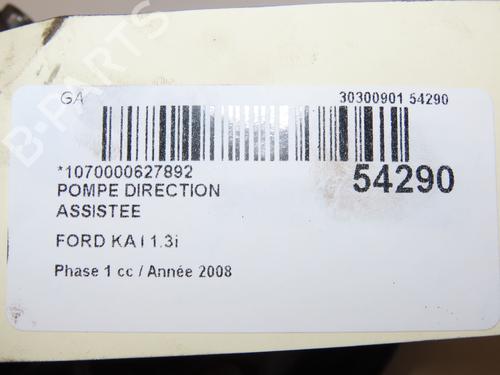 GA 30300901 54290
*1070000627892 54290
POMPE DIRECTION
ASSISTEE
FORD KA I 1.3i
Phase 1 cc / Année 2008
B-PARTS